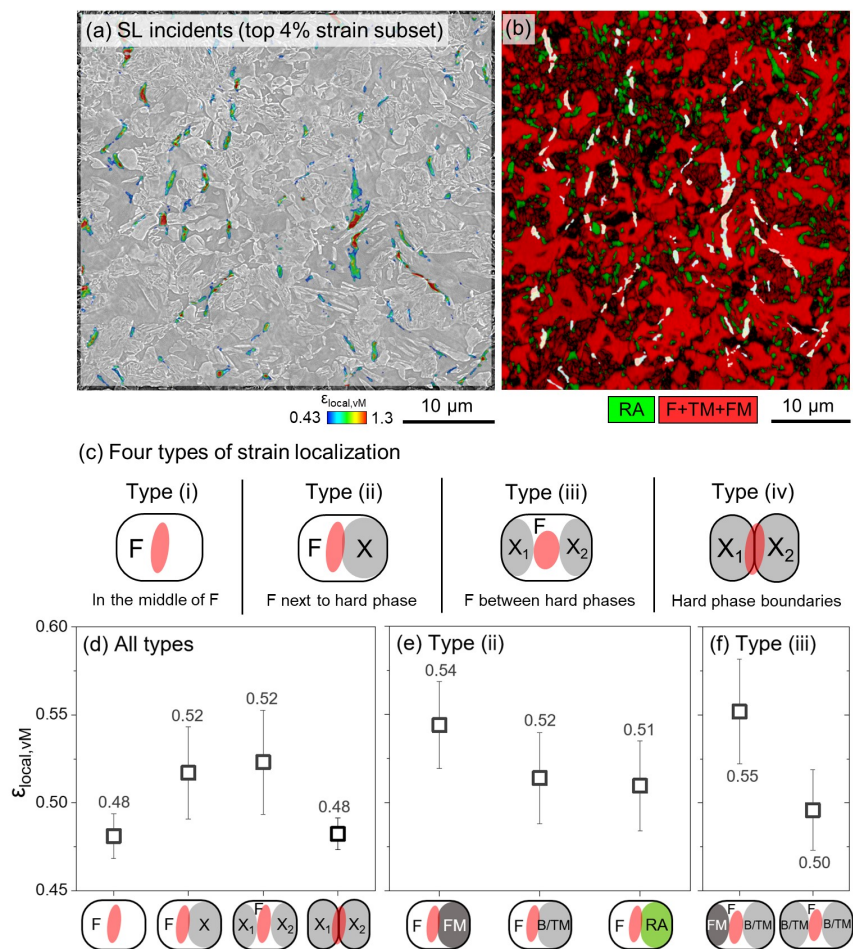 (a) SL incidents (top 4% strain subset)
(b)
ε local,vM
0.43 1.3
10 µm
RA F+TM+FM
10 µm
(c) Four types of strain localization
Type (i) Type (ii) Type (iii) Type (iv)
F
F X
F
X1 X2
X1 X2
In the middle of F
F next to hard phase
F between hard phases
Hard phase boundaries
εlocal,vM
0.60
0.55
0.50
0.45
(d) All types
0.48
0.52
0.52
0.48
(e) Type (ii)
0.54
0.52
0.51
(f) Type (iii)
0.55
0.50
F
F X
F
X1 X2
X1 X2
F FM
F B/TM
F RA
FM F B/TM
B/TM F B/TM